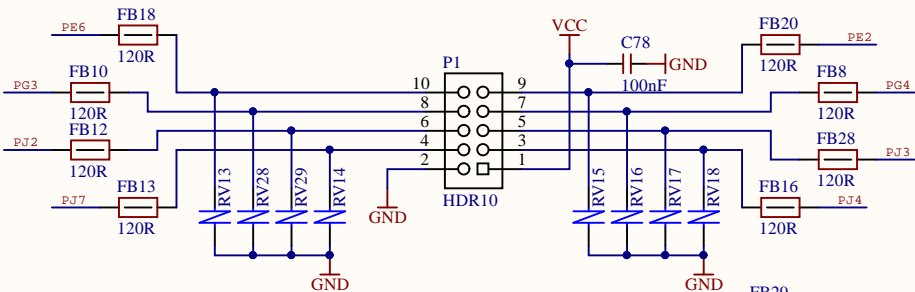 FB18
PE6
120R
FB10
PG3
120R
FB12
PJ2
120R
FB13
PJ7
120R
VCC
C78
GND
100nF
P1
10 9
8 7
6 5
4 3
2 1
HDR10
GND
RV13
RV28
RV29
RV14
GND
RV15
RV16
RV17
RV18
GND
FB20
PE2
120R
FB8
PG4
120R
FB28
PJ3
120R
FB16
PJ4
120R
FB29